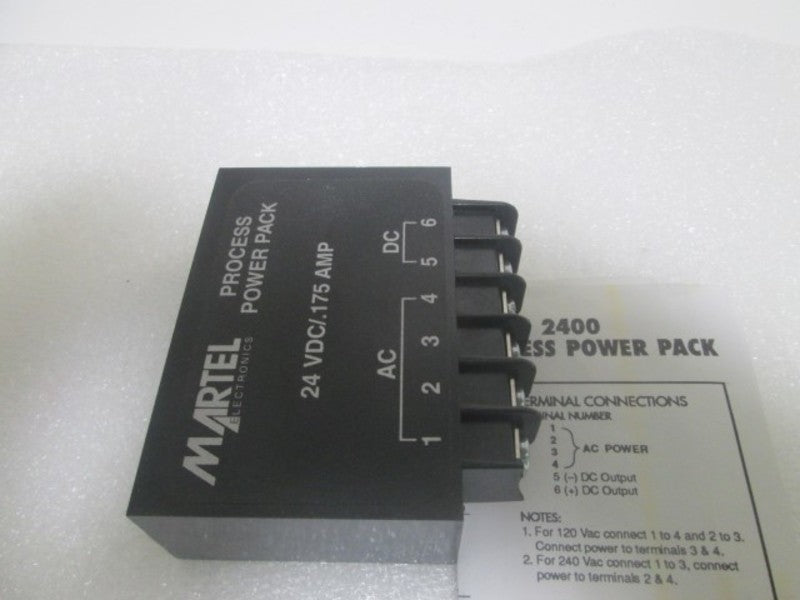 MARTEL
ELECTRONICS
PROCESS
POWER PACK
24 VDC/.175 AMP
AC
DC
1 2 3 4 5 6
2400
ESS POWER PACK
ERMINAL CONNECTIONS
INAL NUMBER
1
2
3
4
AC POWER
5 (-) DC Output
6 (+) DC Output
NOTES:
1. For 120 Vac connect 1 to 4 and 2 to 3.
Connect power to terminals 3 & 4.
2. For 240 Vac connect 1 to 3, connect
power to terminals 2 & 4.